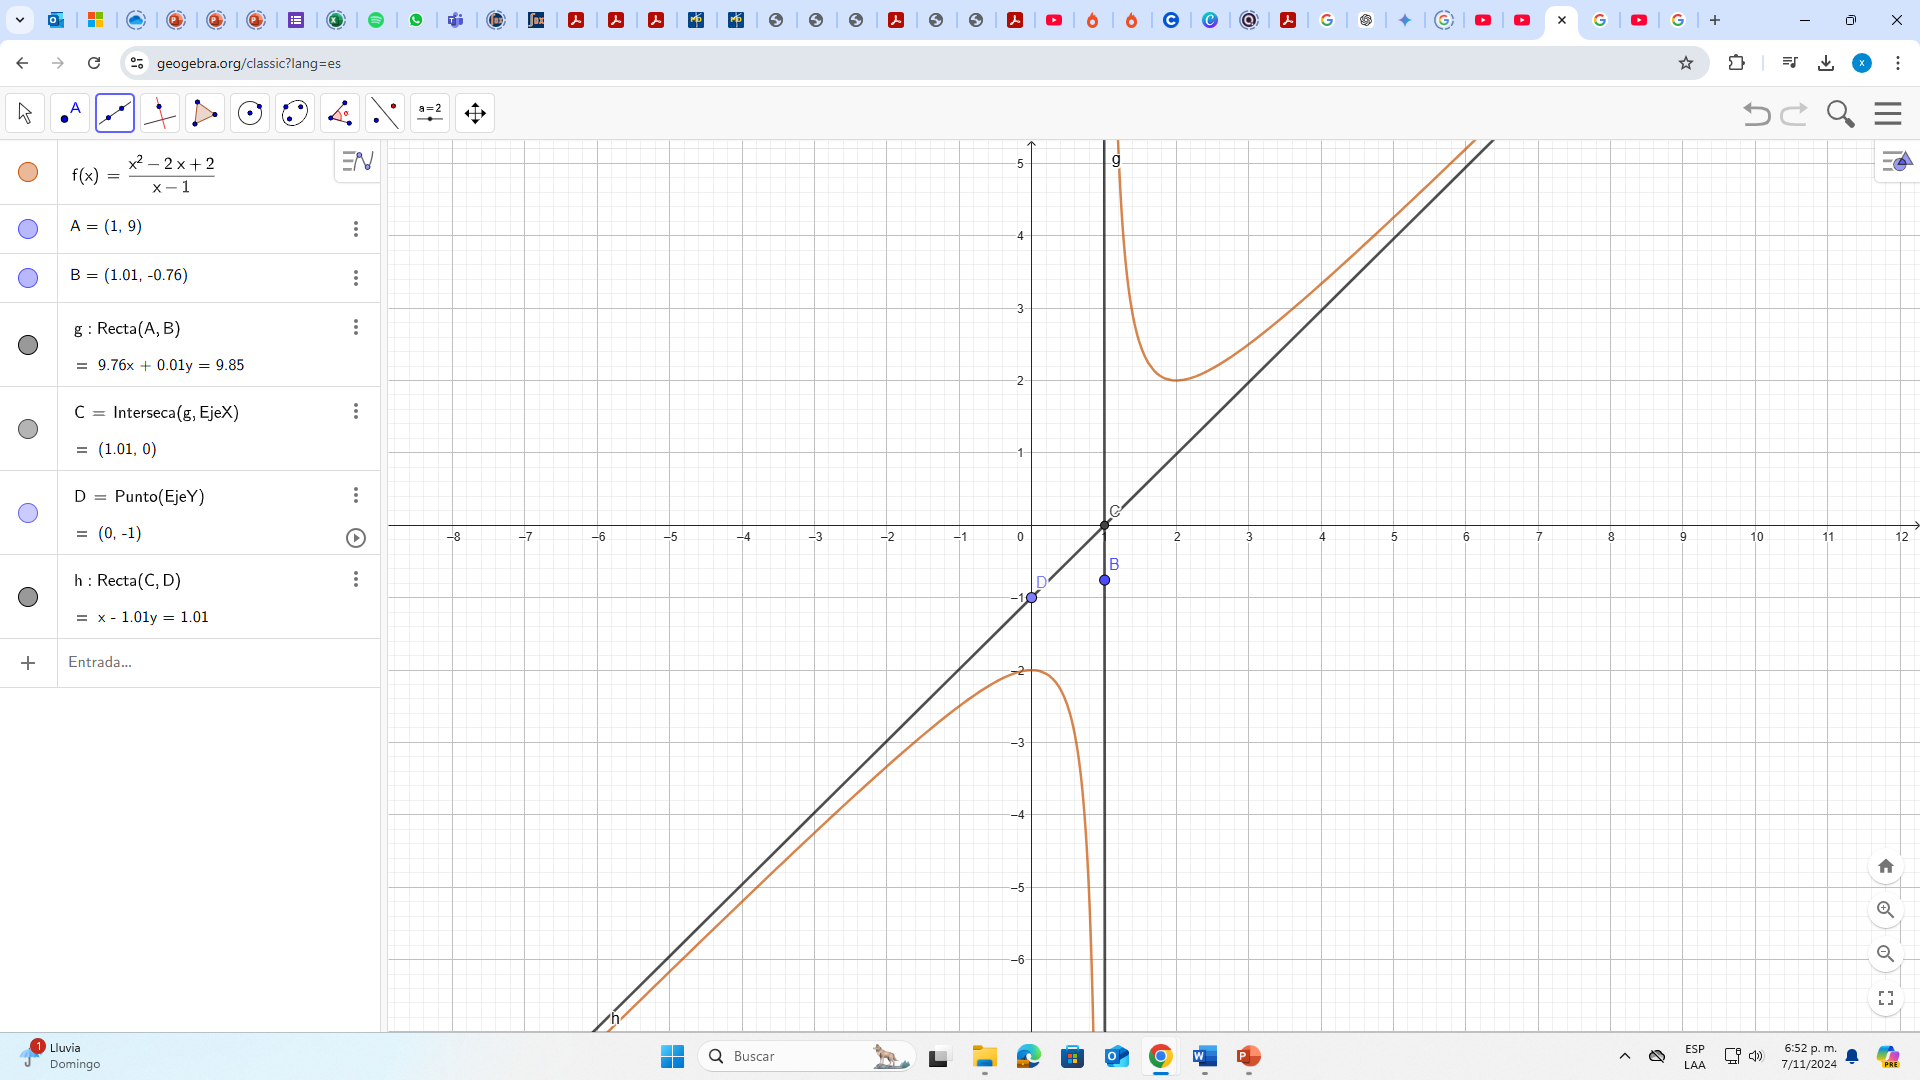 geogebra.org/classic?lang=es
A
a=2
f(x) = (x² − 2 x + 2)/(x − 1)
A = (1, 9)
B = (1.01, -0.76)
g : Recta(A, B)
= 9.76x + 0.01y = 9.85
C = Interseca(g, EjeX)
= (1.01, 0)
D = Punto(EjeY)
= (0, -1)
h : Recta(C, D)
= x - 1.01y = 1.01
+ Entrada...
g
5
4
3
2
1
C
−8 −7 −6 −5 −4 −3 −2 −1 0 1 2 3 4 5 6 7 8 9 10 11 12
B
D
−1
−2
−3
−4
−5
−6
h
1
Lluvia
Domingo
Buscar
ESP
LAA
6:52 p. m.
7/11/2024
PRE